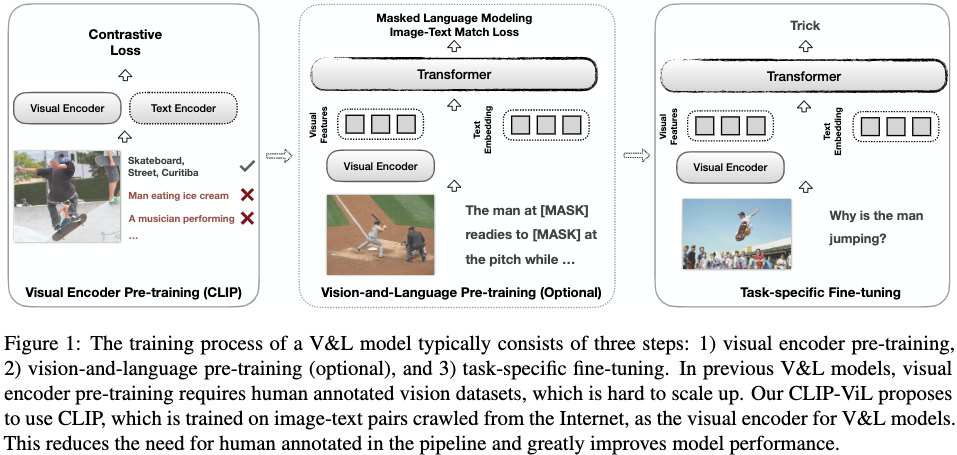 Contrastive
Loss
Visual Encoder
Text Encoder
Skateboard,
Street, Curitiba
Man eating ice cream
A musician performing
...
Visual Encoder Pre-training (CLIP)
Masked Language Modeling
Image-Text Match Loss
Transformer
Visual
Features
Text
Embedding
Visual Encoder
The man at [MASK]
readies to [MASK] at
the pitch while ...
Vision-and-Language Pre-training (Optional)
Trick
Transformer
Visual
Features
Text
Embedding
Visual Encoder
Why is the man
jumping?
Task-specific Fine-tuning
Figure 1: The training process of a V&L model typically consists of three steps: 1) visual encoder pre-training,
2) vision-and-language pre-training (optional), and 3) task-specific fine-tuning. In previous V&L models, visual
encoder pre-training requires human annotated vision datasets, which is hard to scale up. Our CLIP-ViL proposes
to use CLIP, which is trained on image-text pairs crawled from the Internet, as the visual encoder for V&L models.
This reduces the need for human annotated in the pipeline and greatly improves model performance.